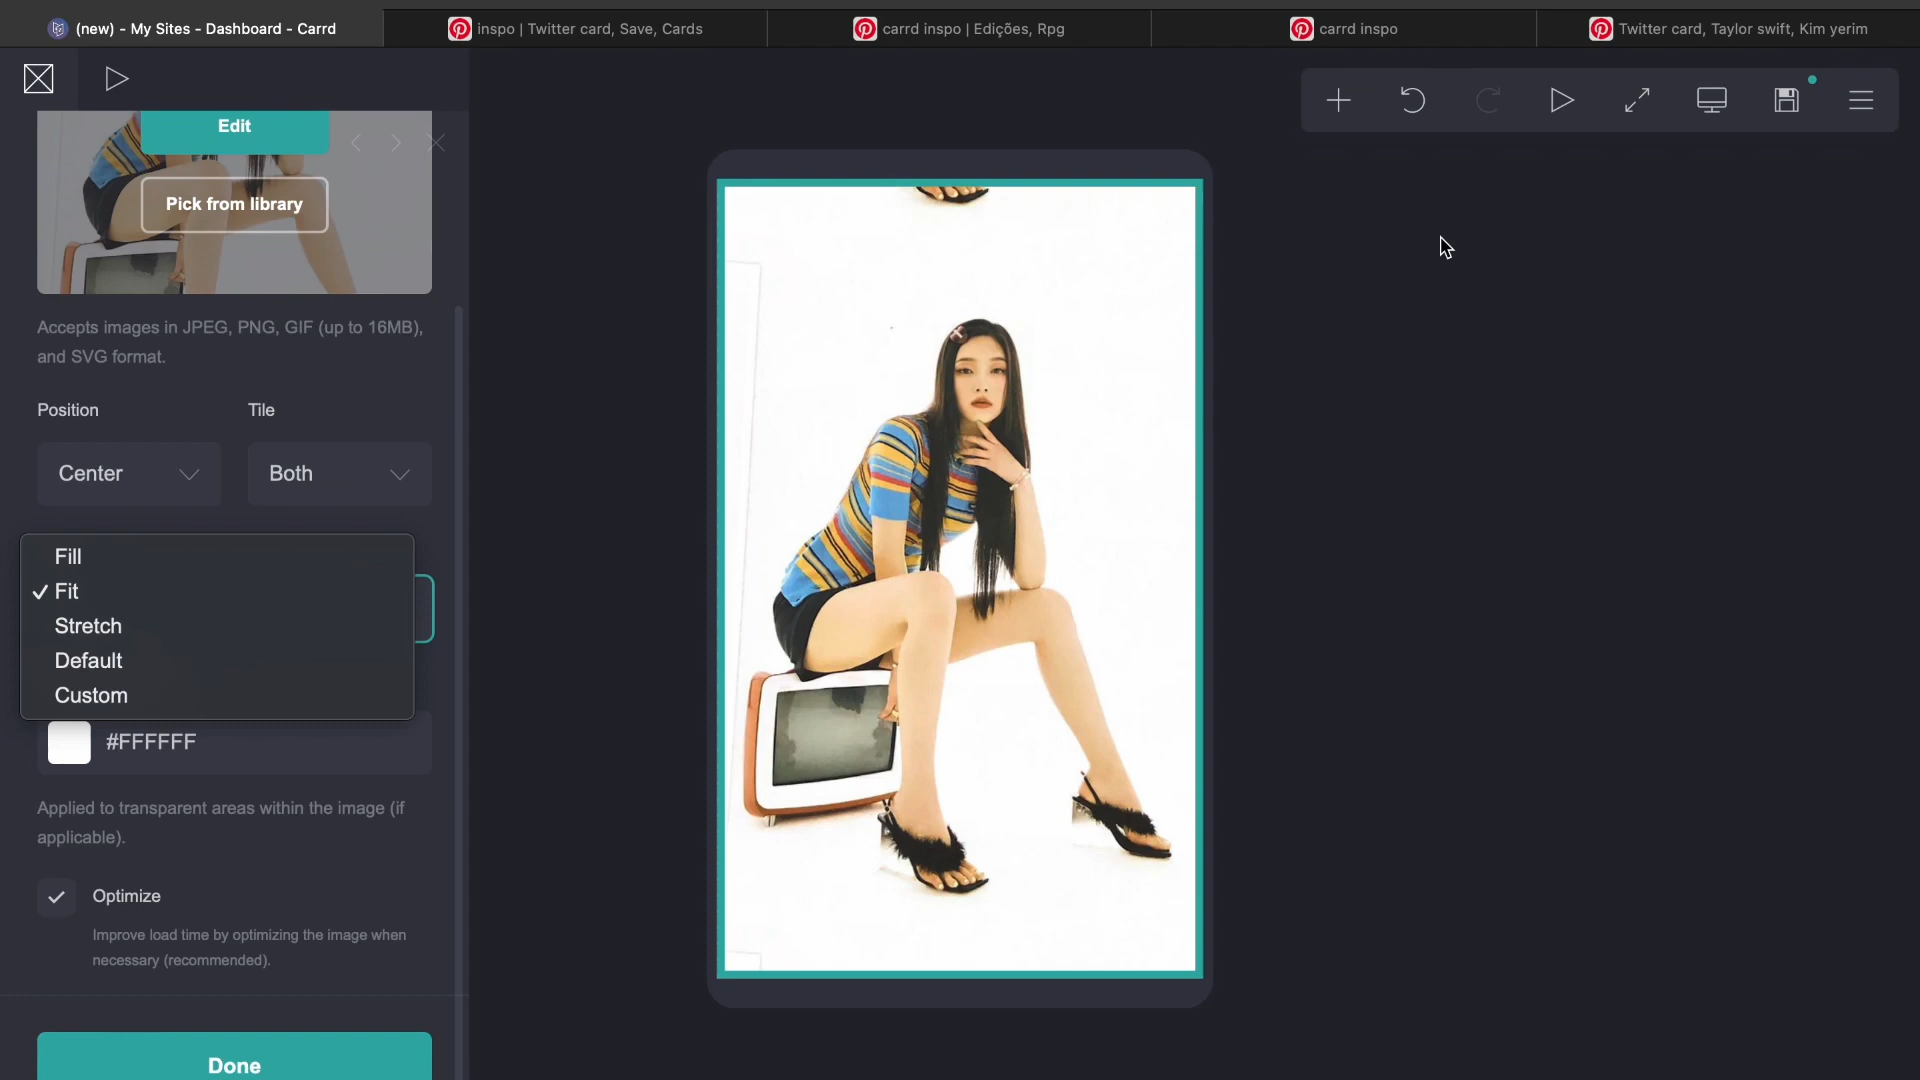 (new) - My Sites - Dashboard - Carrd
inspo | Twitter card, Save, Cards
carrd inspo | Edições, Rpg
carrd inspo
Twitter card, Taylor swift, Kim yerim
Edit
Pick from library
Accepts images in JPEG, PNG, GIF (up to 16MB),
and SVG format.
Position
Tile
Center
Both
Fill
✓ Fit
Stretch
Default
Custom
#FFFFFF
Applied to transparent areas within the image (if
applicable).
Optimize
Improve load time by optimizing the image when
necessary (recommended).
Done